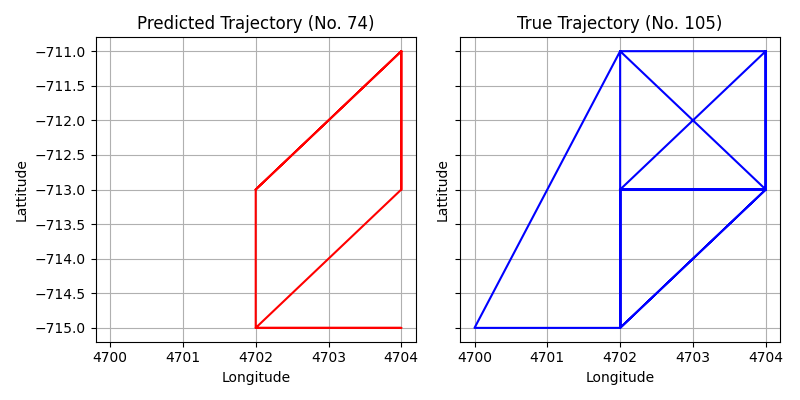 Predicted Trajectory (No. 74)
True Trajectory (No. 105)
Lattitude
−711.0
−711.5
−712.0
−712.5
−713.0
−713.5
−714.0
−714.5
−715.0
4700 4701 4702 4703 4704
Longitude
Lattitude
4700 4701 4702 4703 4704
Longitude